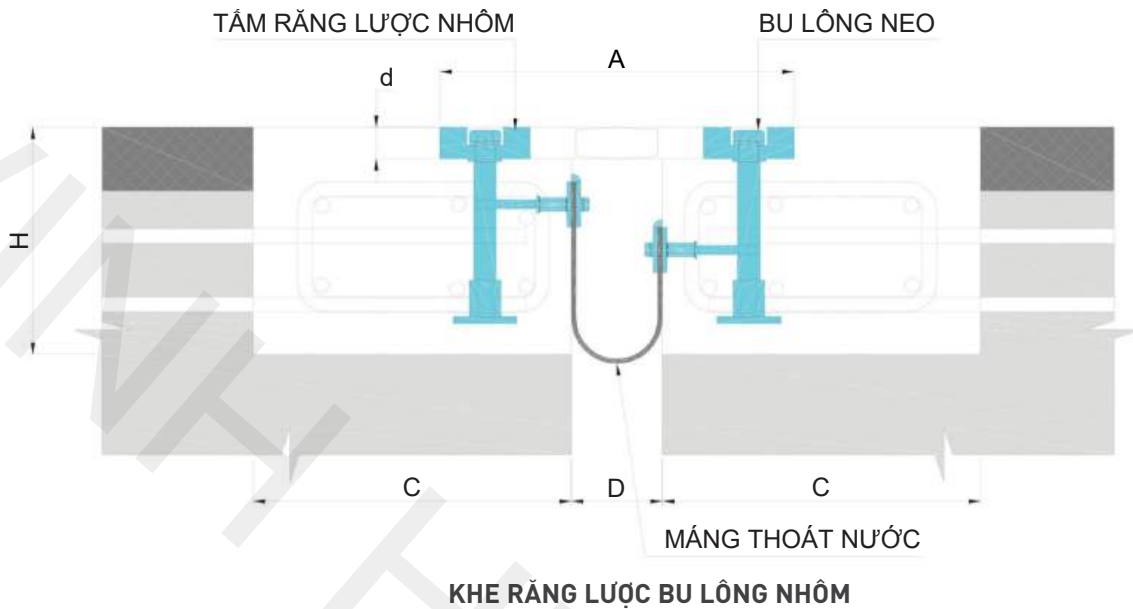 TẤM RĂNG LƯỢC NHÔM
BU LÔNG NEO
A
d
H
C
D
C
MÁNG THOÁT NƯỚC
KHE RĂNG LƯỢC BU LÔNG NHÔM